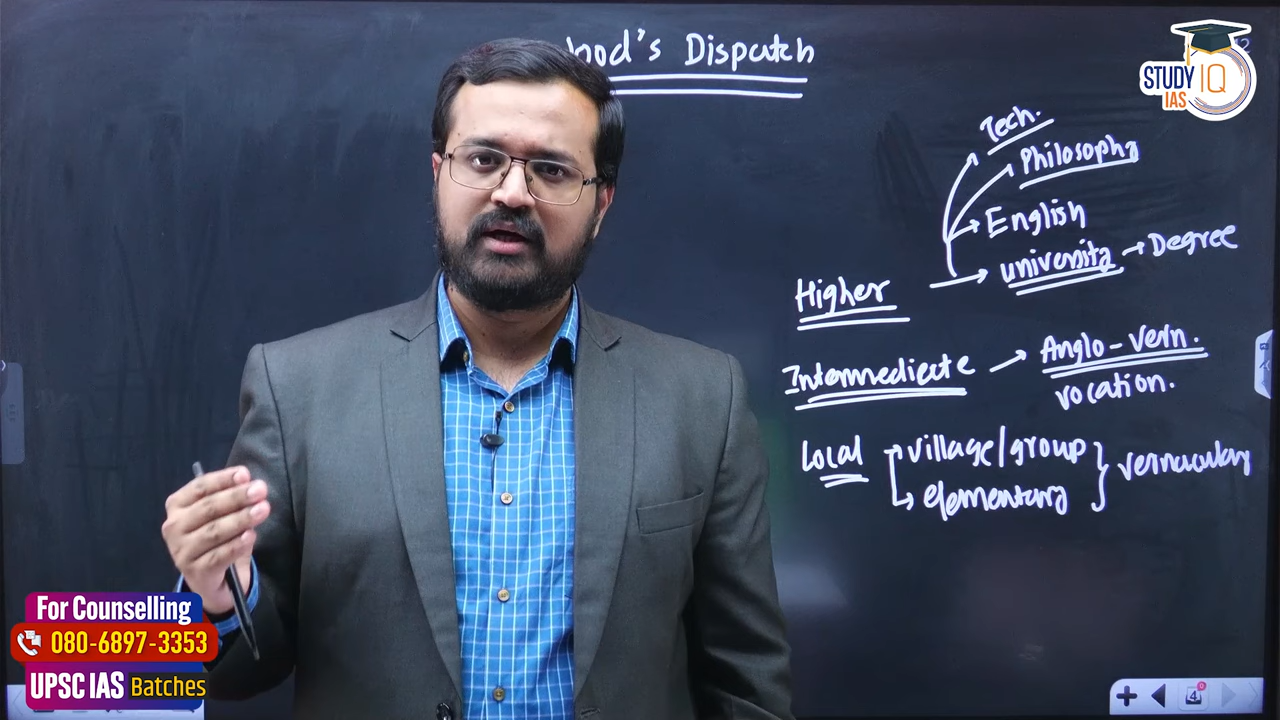 ood's Dispatch
STUDY IQ
IAS
Tech.
Philosophy
English
university → Degree
Higher →
Intermediate → Anglo-vern.
vocation.
Local village/group
elementary
vernacular
For Counselling
080-6897-3353
UPSC IAS Batches
4